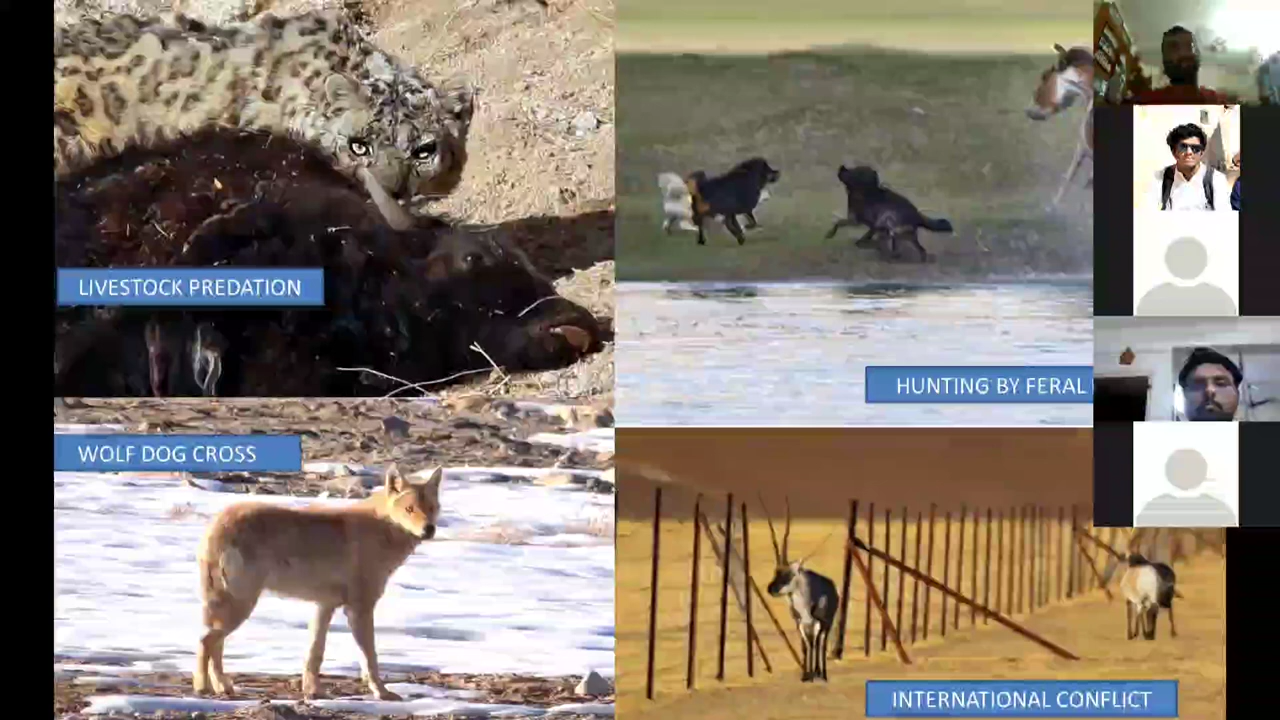 LIVESTOCK PREDATION
HUNTING BY FERAL
WOLF DOG CROSS
INTERNATIONAL CONFLICT